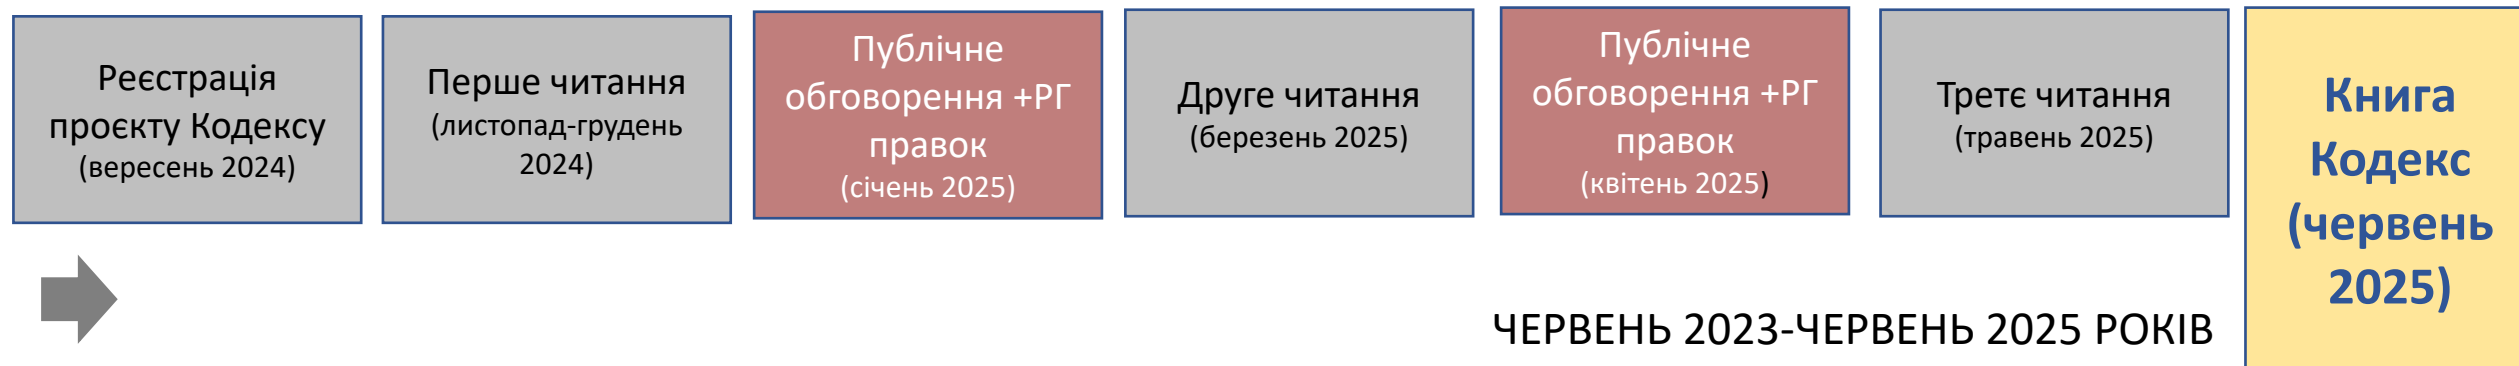 Реєстрація
проєкту Кодексу
(вересень 2024)
Перше читання
(листопад-грудень
2024)
Публічне
обговорення +РГ
правок
(січень 2025)
Друге читання
(березень 2025)
Публічне
обговорення +РГ
правок
(квітень 2025)
Третє читання
(травень 2025)
Книга
Кодекс
(червень
2025)
ЧЕРВЕНЬ 2023-ЧЕРВЕНЬ 2025 РОКІВ